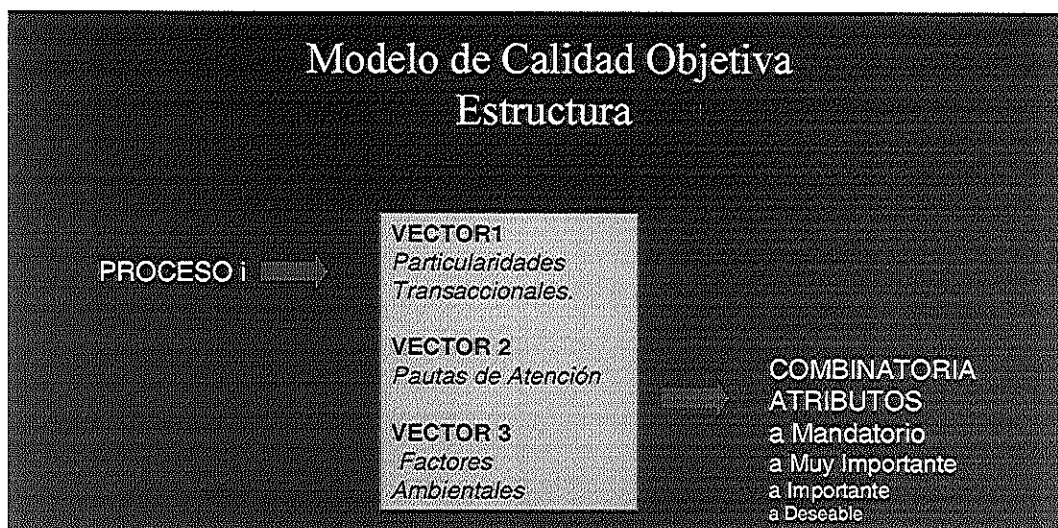 Modelo de Calidad Objetiva
Estructura
PROCESO i
VECTOR1
Particularidades
Transaccionales.
VECTOR 2
Pautas de Atención
VECTOR 3
Factores
Ambientales
COMBINATORIA
ATRIBUTOS
a Mandatorio
a Muy Importante
a Importante
a Deseable